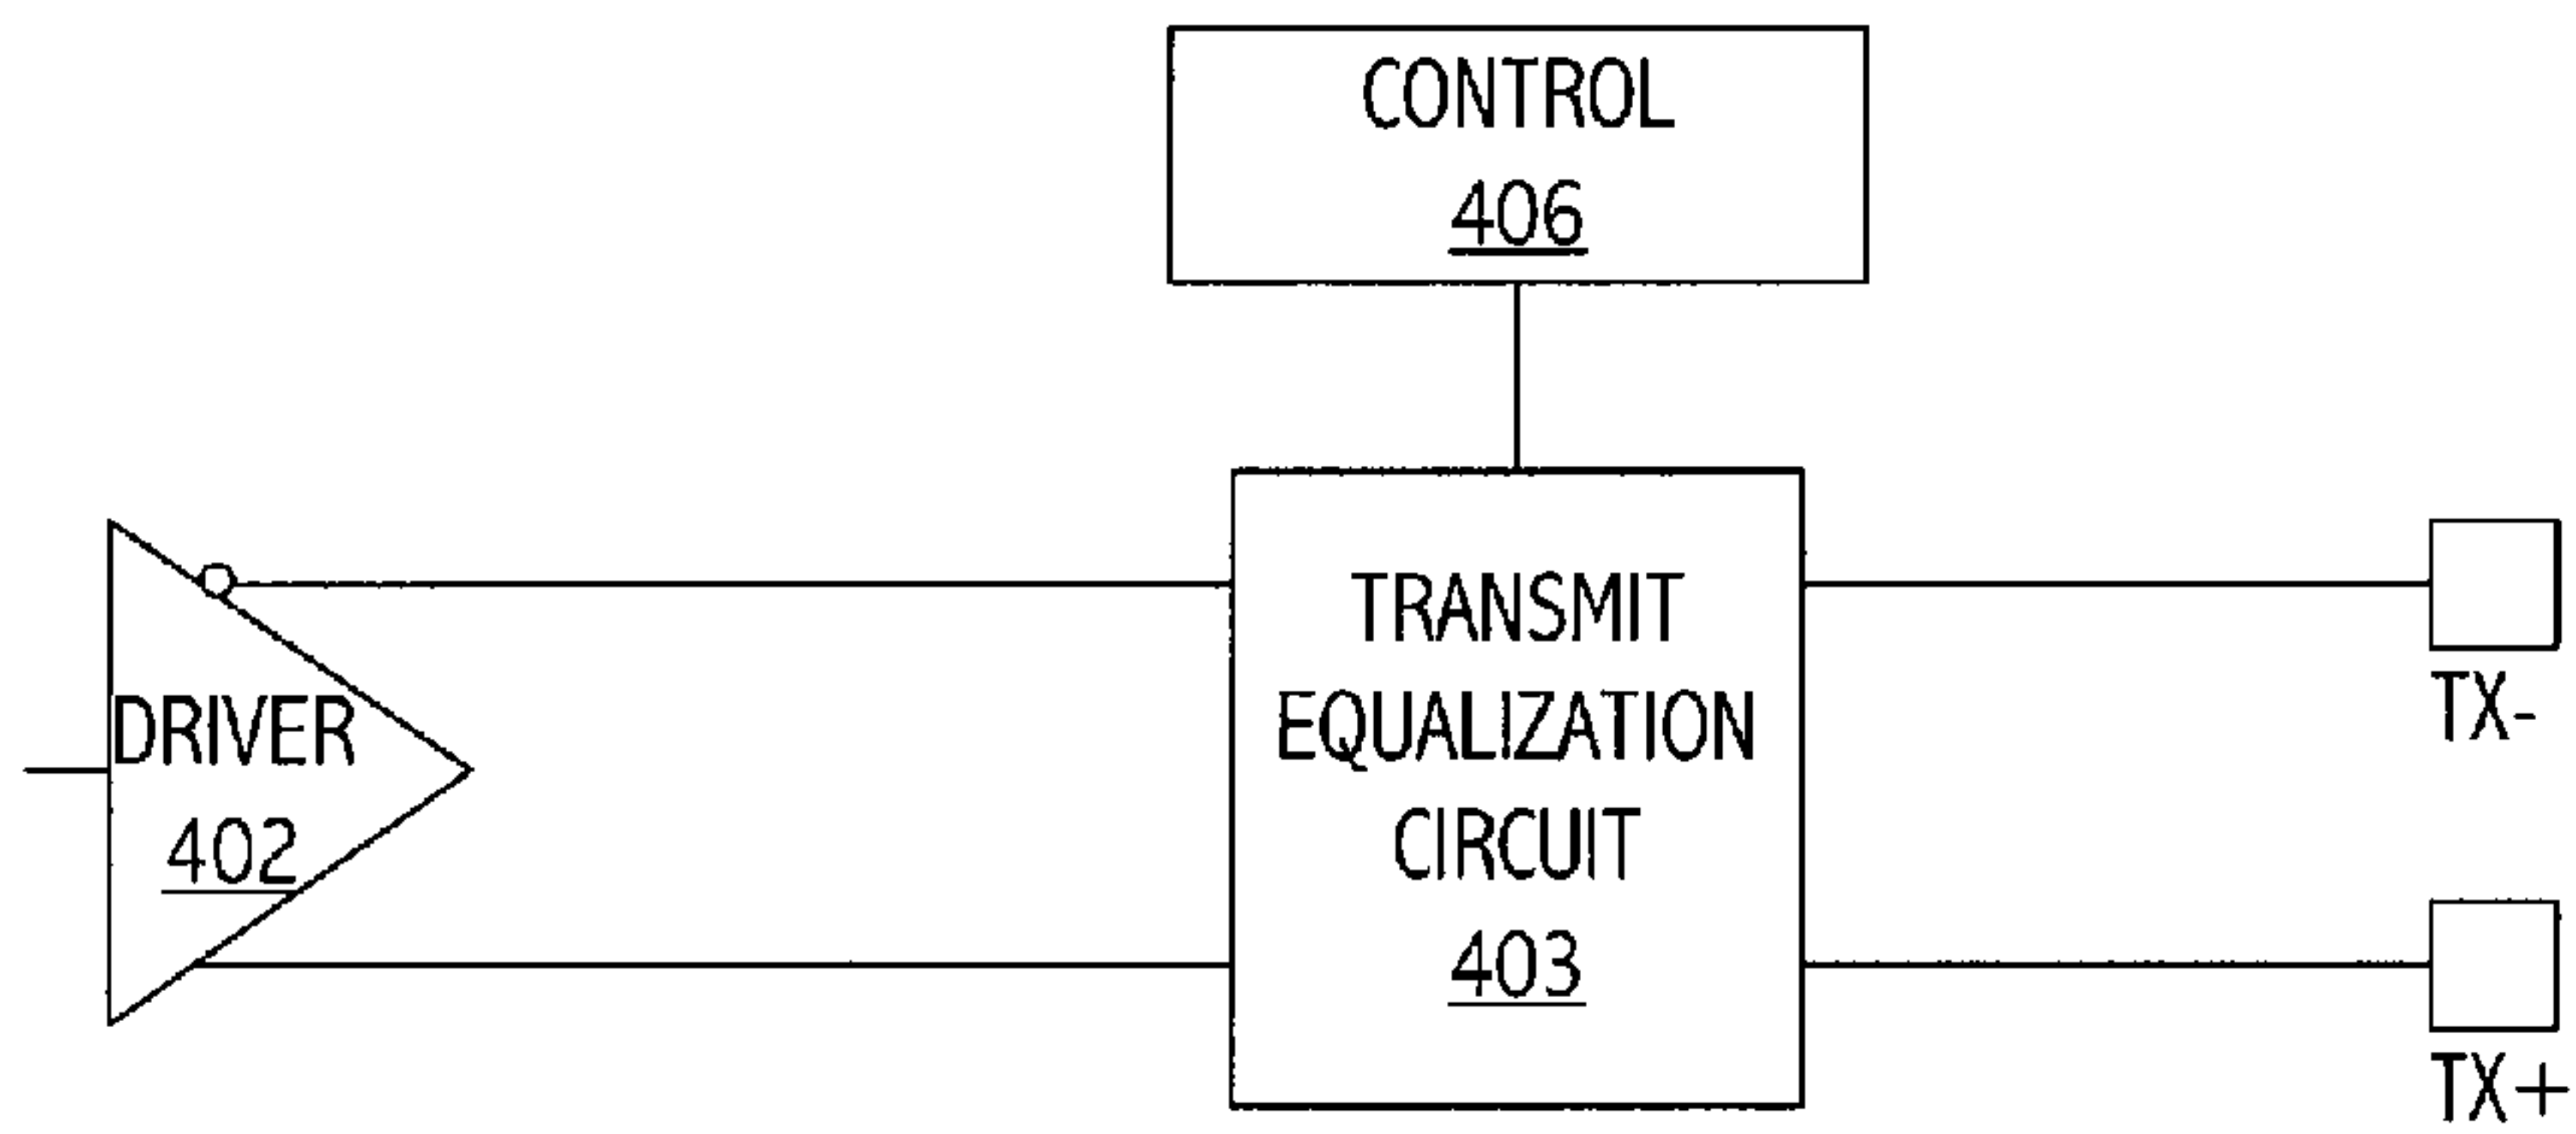 CONTROL
406
DRIVER
402
TRANSMIT
EQUALIZATION
CIRCUIT
403
TX-
TX+